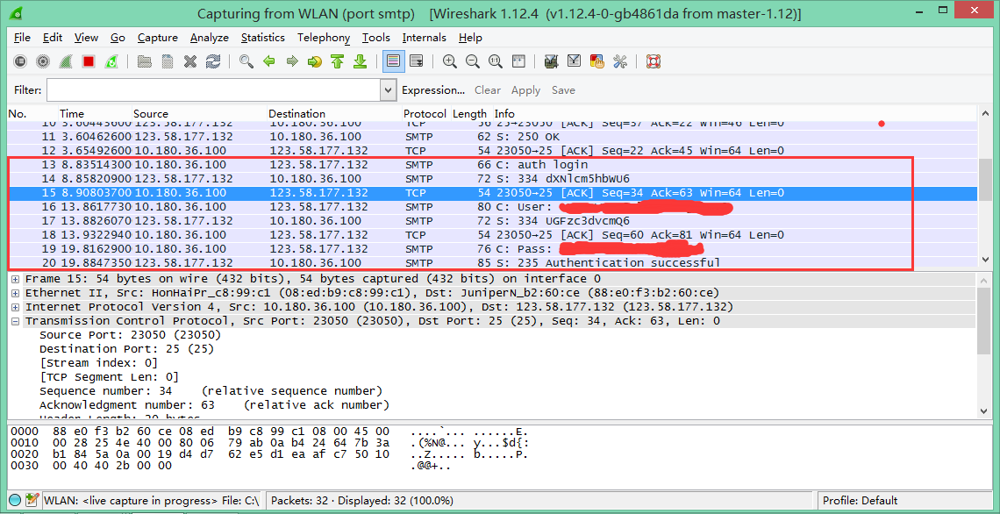 Capturing from WLAN (port smtp)    [Wireshark 1.12.4  (v1.12.4-0-gb4861da from master-1.12)]
File Edit View Go Capture Analyze Statistics Telephony Tools Internals Help
Filter: Expression... Clear Apply Save
No. Time Source Destination Protocol Length Info
10 3.60443600 123.58.177.132 10.180.36.100 TCP 56 25→23050 [ACK] Seq=37 Ack=22 Win=46 Len=0
11 3.60462600 123.58.177.132 10.180.36.100 SMTP 62 S: 250 OK
12 3.65492600 10.180.36.100 123.58.177.132 TCP 54 23050→25 [ACK] Seq=22 Ack=45 Win=64 Len=0
13 8.83514300 10.180.36.100 123.58.177.132 SMTP 66 C: auth login
14 8.85820900 123.58.177.132 10.180.36.100 SMTP 72 S: 334 dXNlcm5hbWU6
15 8.90803700 10.180.36.100 123.58.177.132 TCP 54 23050→25 [ACK] Seq=34 Ack=63 Win=64 Len=0
16 13.8617730 10.180.36.100 123.58.177.132 SMTP 80 C: User:
17 13.8826070 123.58.177.132 10.180.36.100 SMTP 72 S: 334 UGFzc3dvcmQ6
18 13.9322940 10.180.36.100 123.58.177.132 TCP 54 23050→25 [ACK] Seq=60 Ack=81 Win=64 Len=0
19 19.8162900 10.180.36.100 123.58.177.132 SMTP 76 C: Pass:
20 19.8847350 123.58.177.132 10.180.36.100 SMTP 85 S: 235 Authentication successful
Frame 15: 54 bytes on wire (432 bits), 54 bytes captured (432 bits) on interface 0
Ethernet II, Src: HonHaiPr_c8:99:c1 (08:ed:b9:c8:99:c1), Dst: JuniperN_b2:60:ce (88:e0:f3:b2:60:ce)
Internet Protocol Version 4, Src: 10.180.36.100 (10.180.36.100), Dst: 123.58.177.132 (123.58.177.132)
Transmission Control Protocol, Src Port: 23050 (23050), Dst Port: 25 (25), Seq: 34, Ack: 63, Len: 0
Source Port: 23050 (23050)
Destination Port: 25 (25)
[Stream index: 0]
[TCP Segment Len: 0]
Sequence number: 34    (relative sequence number)
Acknowledgment number: 63    (relative ack number)
Header Length: 20 bytes
0000  88 e0 f3 b2 60 ce 08 ed  b9 c8 99 c1 08 00 45 00   ....`... ......E.
0010  00 28 25 4e 40 00 80 06  79 ab 0a b4 24 64 7b 3a   .(%N@... y...$d{:
0020  b1 84 5a 0a 00 19 d4 d7  62 e5 d1 ea af c7 50 10   ..Z..... b.....P.
0030  00 40 40 2b 00 00   .@@+..
WLAN: <live capture in progress> File: C:\ Packets: 32 · Displayed: 32 (100.0%) Profile: Default